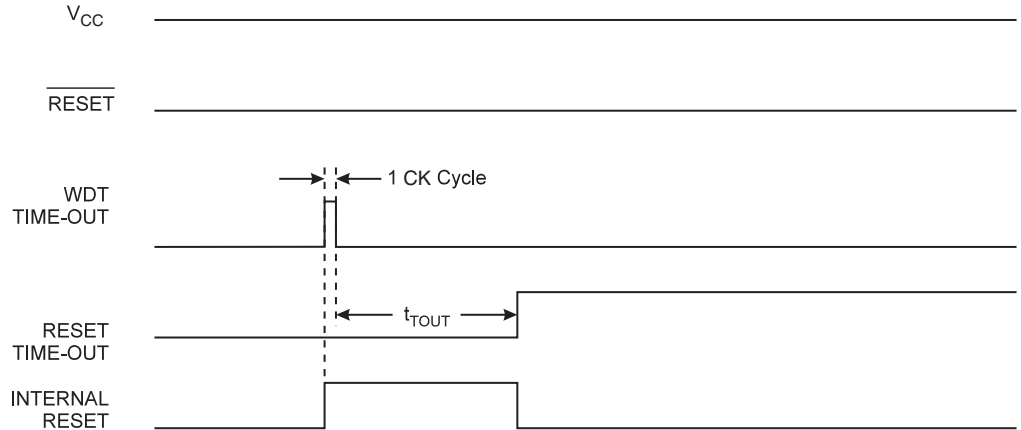 VCC
RESET
1 CK Cycle
WDT
TIME-OUT
tTOUT
RESET
TIME-OUT
INTERNAL
RESET